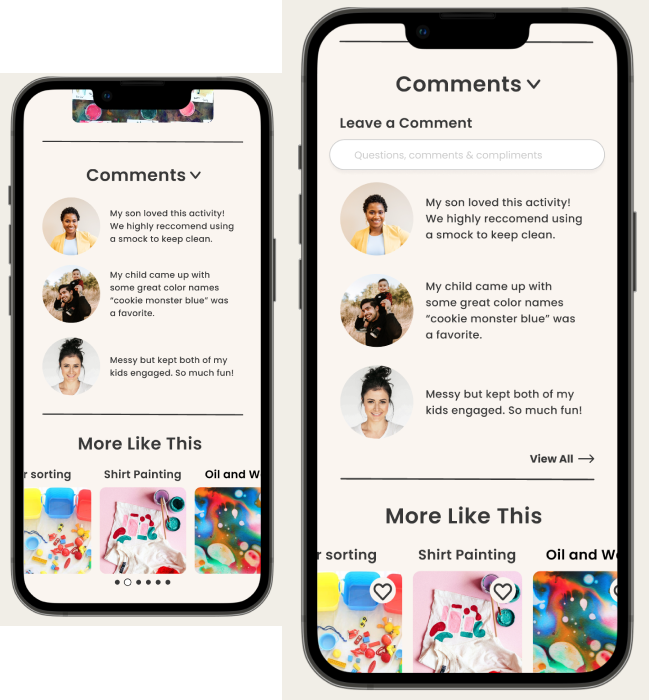 Comments
My son loved this activity!
We highly reccomend using
a smock to keep clean.
My child came up with
some great color names
“cookie monster blue” was
a favorite.
Messy but kept both of my
kids engaged. So much fun!
More Like This
r sorting
Shirt Painting
Oil and W
Comments
Leave a Comment
Questions, comments & compliments
My son loved this activity!
We highly reccomend using
a smock to keep clean.
My child came up with
some great color names
“cookie monster blue” was
a favorite.
Messy but kept both of my
kids engaged. So much fun!
View All
More Like This
r sorting
Shirt Painting
Oil and W